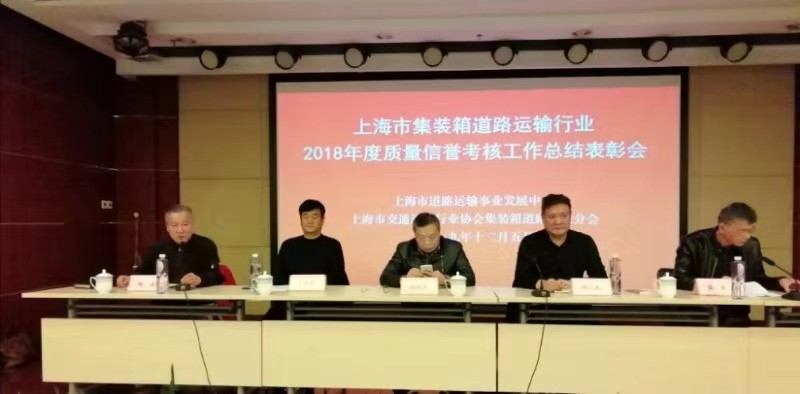 上海市集装箱道路运输行业
2018年度质量信誉考核工作总结表彰会
上海市道路运输事业发展中
上海市交通 行业协会集装箱道 分会
九年十二月五